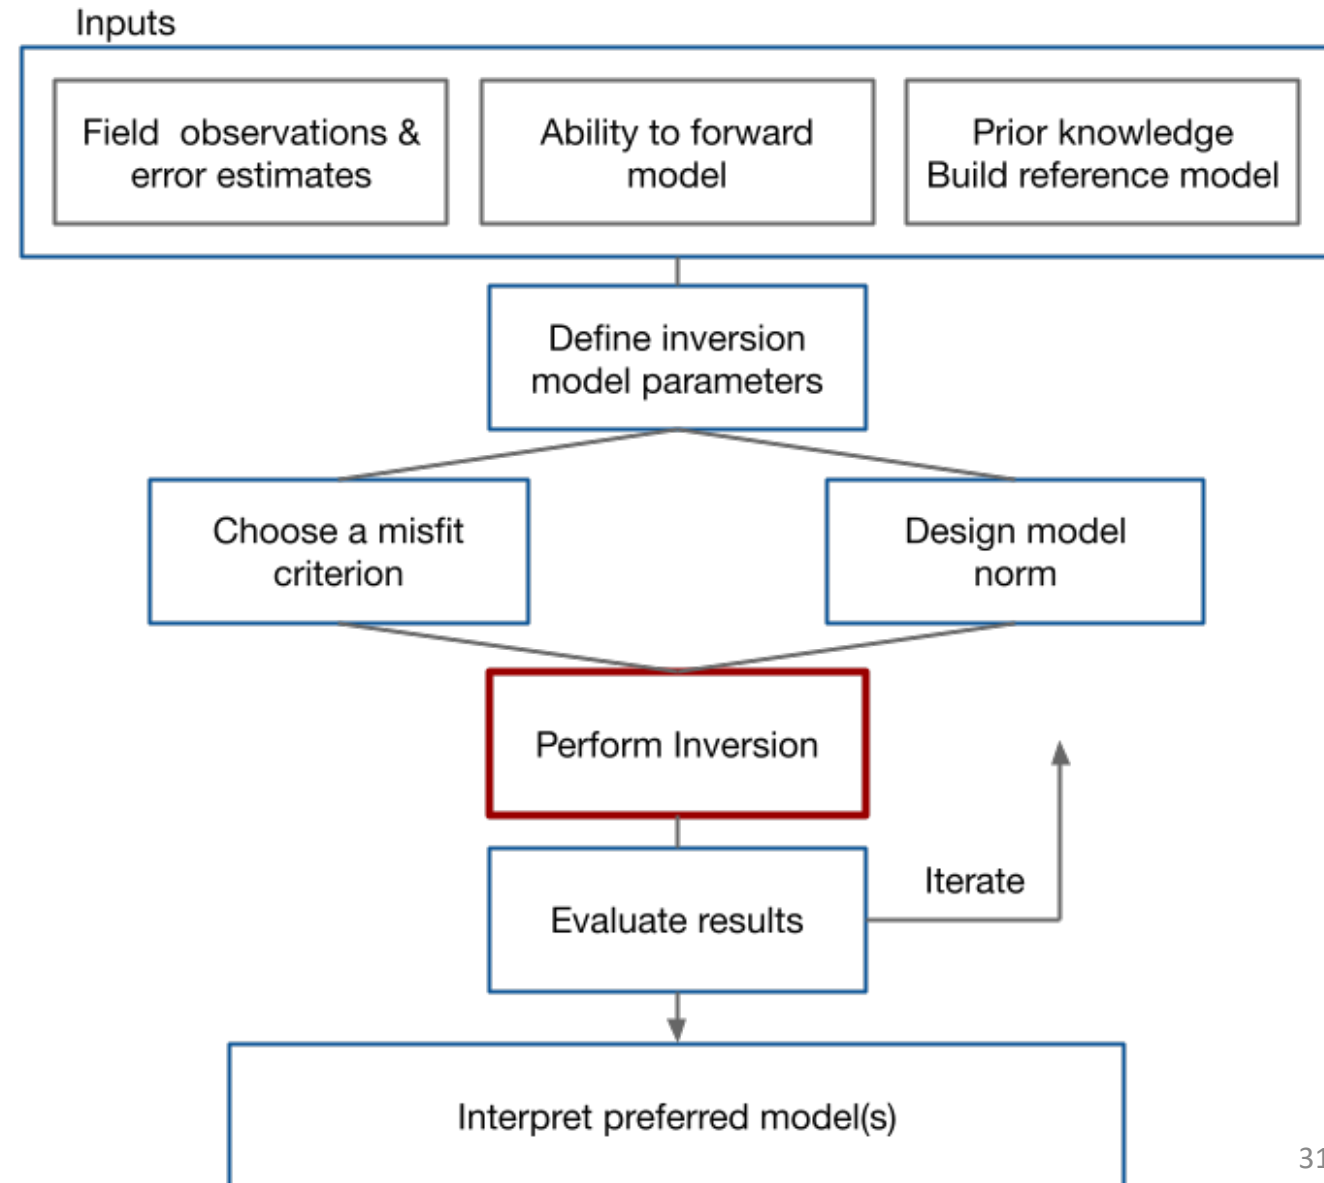 Inputs
Field observations &
error estimates
Ability to forward
model
Prior knowledge
Build reference model
Define inversion
model parameters
Choose a misfit
criterion
Design model
norm
Perform Inversion
Iterate
Evaluate results
Interpret preferred model(s)
31